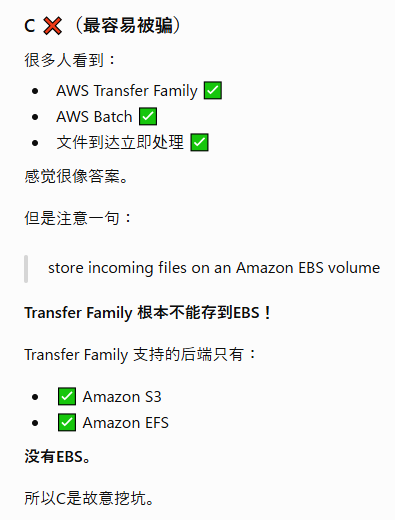 C ❌（最容易被骗）
很多人看到：
• AWS Transfer Family ✅
• AWS Batch ✅
• 文件到达立即处理 ✅
感觉很像答案。
但是注意一句：
store incoming files on an Amazon EBS volume
Transfer Family 根本不能存到EBS！
Transfer Family 支持的后端只有：
• ✅ Amazon S3
• ✅ Amazon EFS
没有EBS。
所以C是故意挖坑。